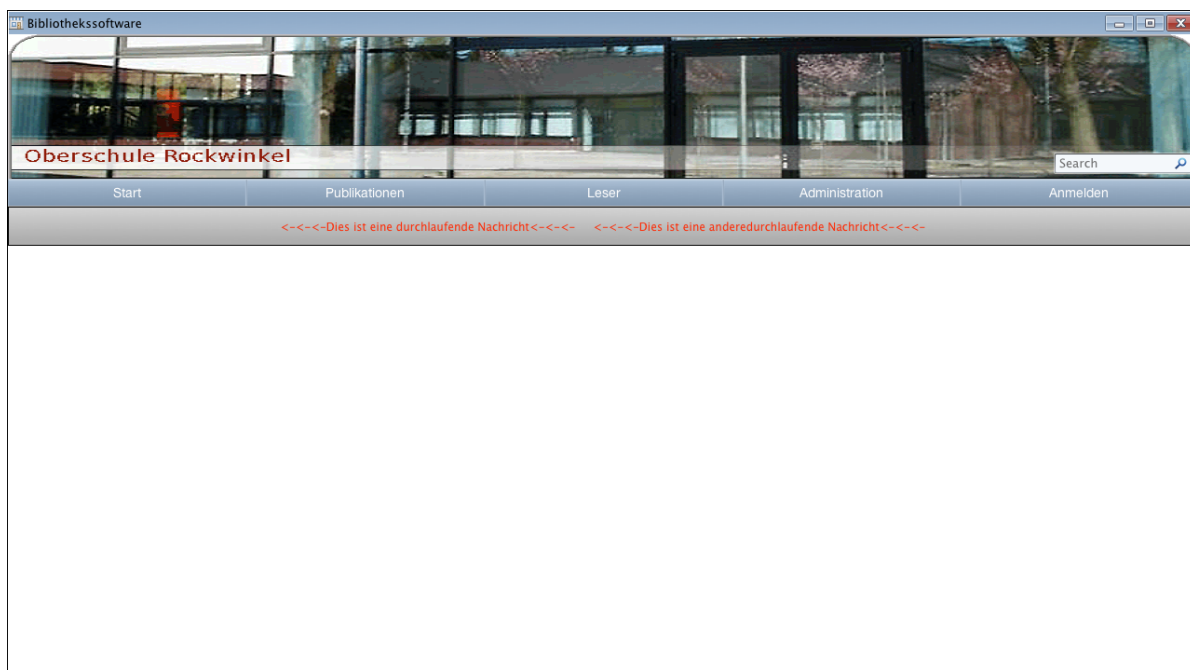 Bibliothekssoftware
Oberschule Rockwinkel
Search
Start Publikationen Leser Administration Anmelden
<-<-<-Dies ist eine durchlaufende Nachricht<-<-<- <-<-<-Dies ist eine anderedurchlaufende Nachricht<-<-<-